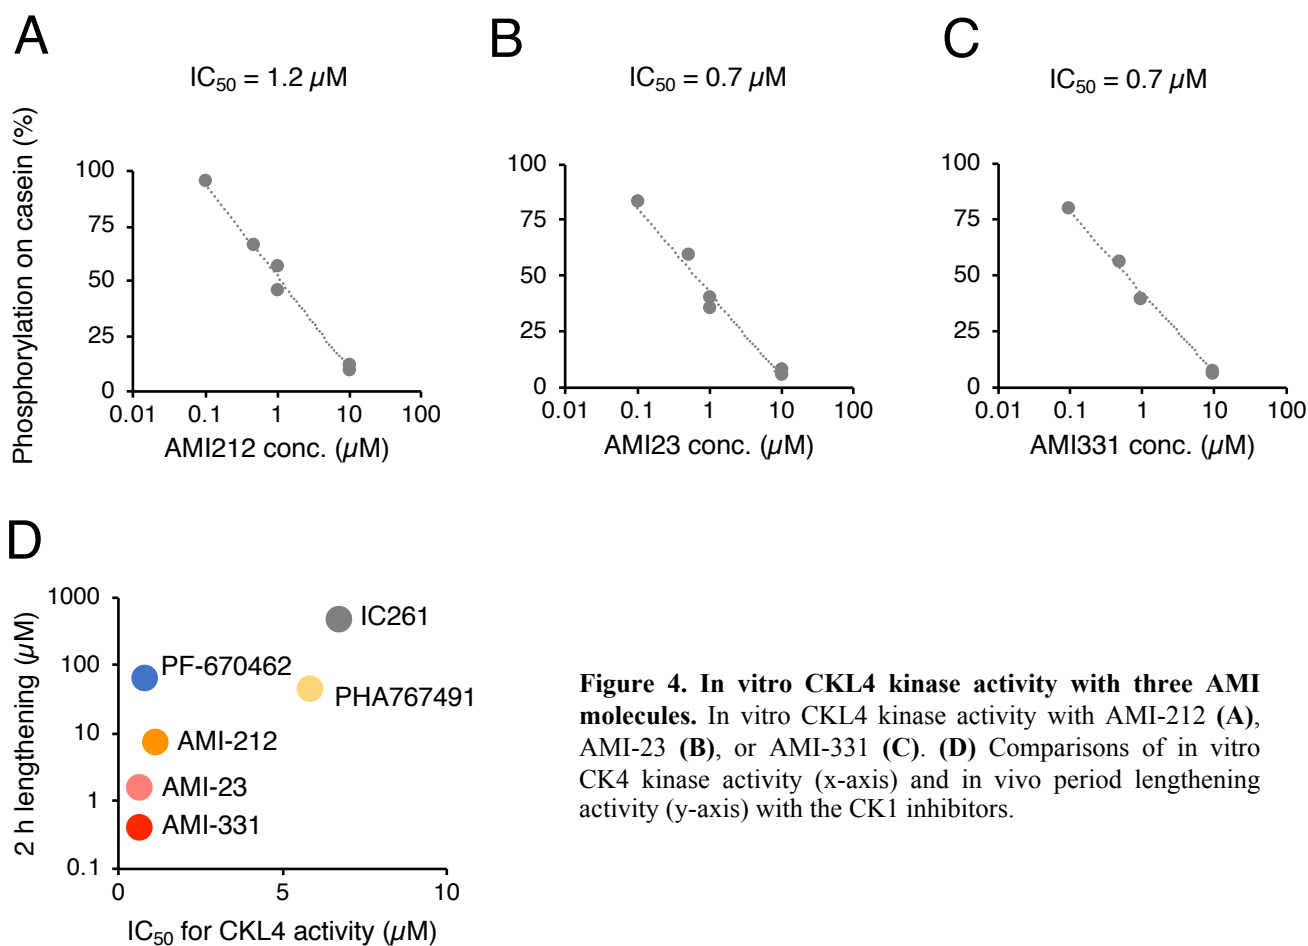 A
B
C
IC50 = 1.2 µM
IC50 = 0.7 µM
IC50 = 0.7 µM
Phosphorylation on casein (%)
100
75
50
25
0
0.01 0.1 1 10 100
AMI212 conc. (µM)
100
75
50
25
0
0.01 0.1 1 10 100
AMI23 conc. (µM)
100
75
50
25
0
0.01 0.1 1 10 100
AMI331 conc. (µM)
D
2 h lengthening (µM)
1000
100
10
1
0.1
IC261
PF-670462
PHA767491
AMI-212
AMI-23
AMI-331
0 5 10
IC50 for CKL4 activity (µM)
Figure 4. In vitro CKL4 kinase activity with three AMI
molecules. In vitro CKL4 kinase activity with AMI-212 (A),
AMI-23 (B), or AMI-331 (C). (D) Comparisons of in vitro
CK4 kinase activity (x-axis) and in vivo period lengthening
activity (y-axis) with the CK1 inhibitors.